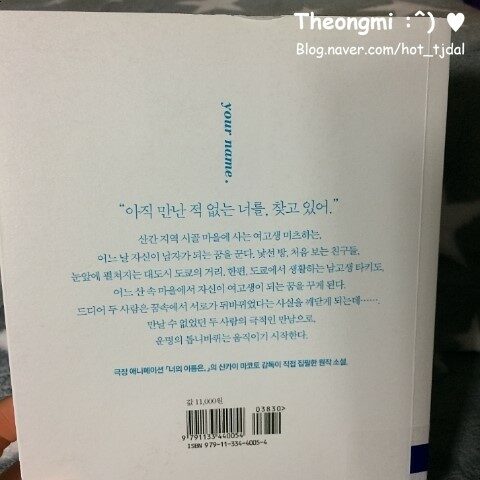 Theongmi :^) ♥
Blog.naver.com/hot_tjdal
your name.
“아직 만난 적 없는 너를, 찾고 있어.”
산간 지역 시골 마을에 사는 여고생 미츠하는,
어느 날 자신이 남자가 되는 꿈을 꾼다. 낯선 방, 처음 보는 친구들,
눈앞에 펼쳐지는 대도시 도쿄의 거리. 한편, 도쿄에서 생활하는 남고생 타키도,
어느 산 속 마을에서 자신이 여고생이 되는 꿈을 꾸게 된다.
드디어 두 사람은 꿈속에서 서로가 뒤바뀌었다는 사실을 깨닫게 되는데……
만날 수 없었던 두 사람의 극적인 만남으로,
운명의 톱니바퀴는 움직이기 시작한다.
극장 애니메이션 「너의 이름은.」의 신카이 마코토 감독이 직접 집필한 원작 소설.
값 11,000원
03830>
9 791133 440054
ISBN 979-11-334-4005-4